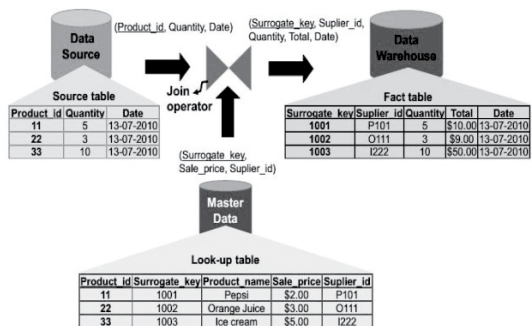 Data
Source
(Product_id, Quantity, Date)
(Surrogate_key, Suplier_id,
Quantity, Total, Date)
Data
Warehouse
Join
operator
Source table
Product_id Quantity Date
11 5 13-07-2010
22 3 13-07-2010
33 10 13-07-2010
Fact table
Surrogate_key Suplier_id Quantity Total Date
1001 P101 5 $10.00 13-07-2010
1002 O111 3 $9.00 13-07-2010
1003 I222 10 $50.00 13-07-2010
(Surrogate_key,
Sale_price, Suplier_id)
Master
Data
Look-up table
Product_id Surrogate_key Product_name Sale_price Suplier_id
11 1001 Pepsi $2.00 P101
22 1002 Orange Juice $3.00 O111
33 1003 Ice cream $5.00 I222